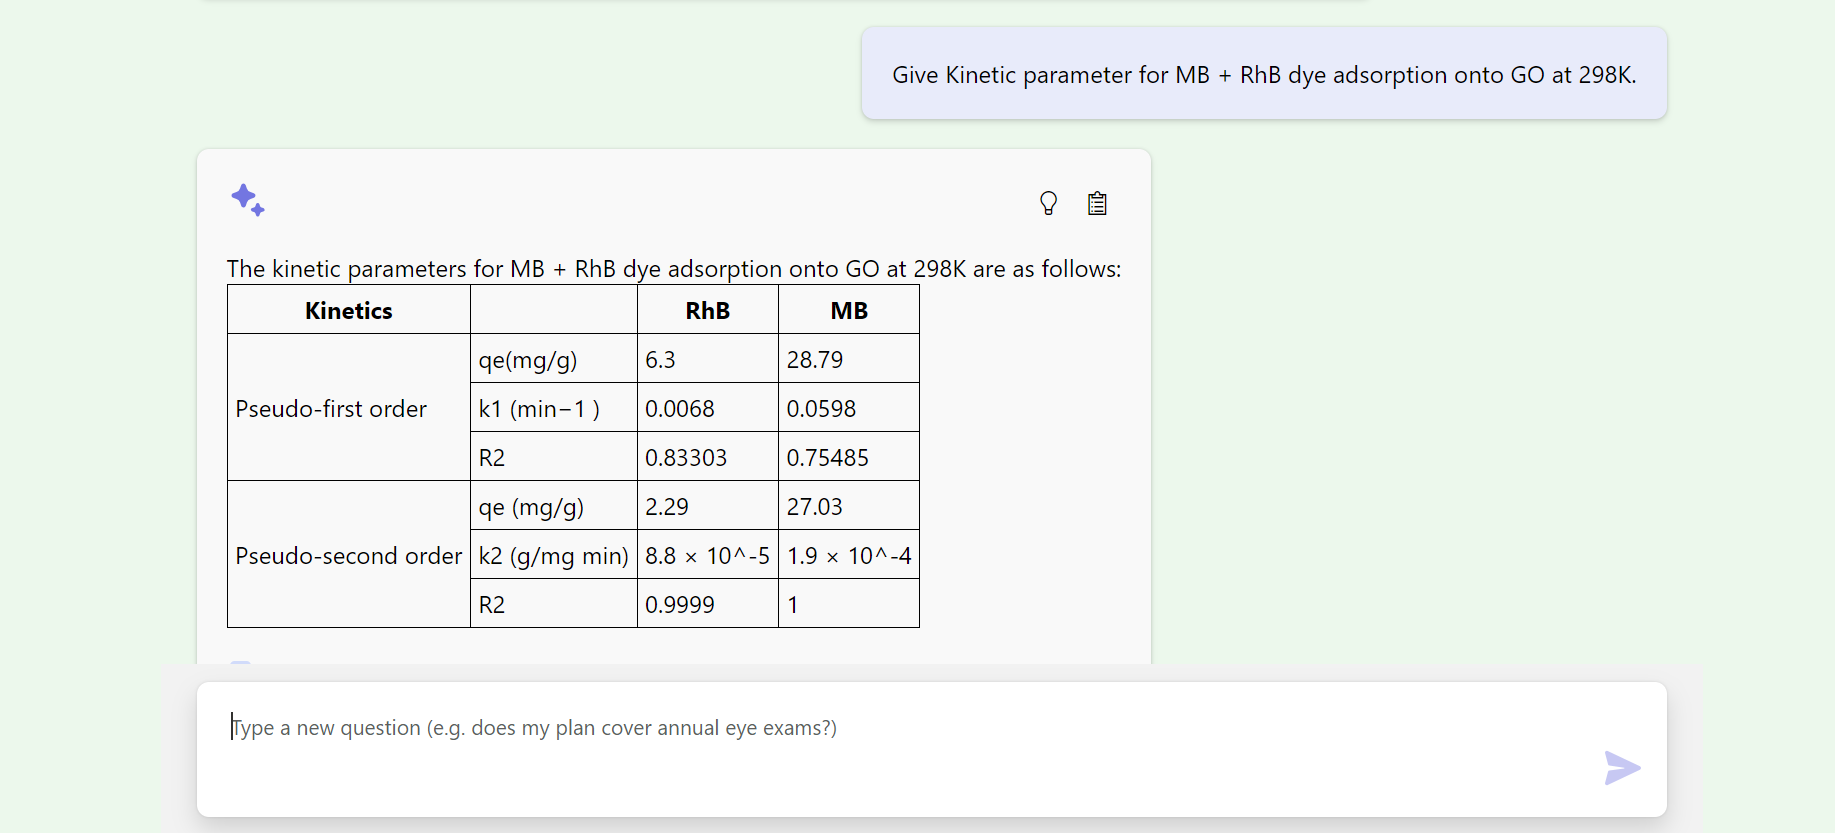 Give Kinetic parameter for MB + RhB dye adsorption onto GO at 298K.
The kinetic parameters for MB + RhB dye adsorption onto GO at 298K are as follows:
Kinetics RhB MB
Pseudo-first order qe(mg/g) 6.3 28.79
k1 (min−1 ) 0.0068 0.0598
R2 0.83303 0.75485
Pseudo-second order qe (mg/g) 2.29 27.03
k2 (g/mg min) 8.8 × 10^-5 1.9 × 10^-4
R2 0.9999 1
Type a new question (e.g. does my plan cover annual eye exams?)